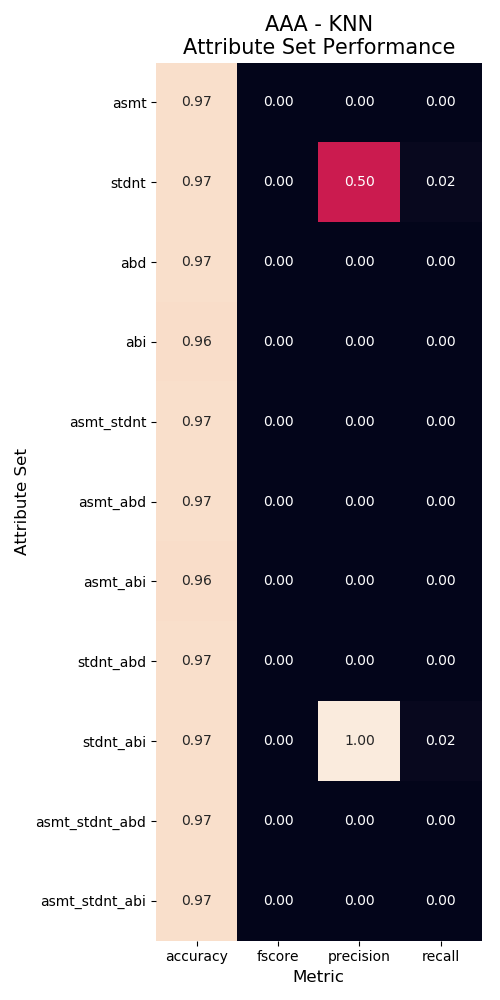 AAA - KNN
Attribute Set Performance
asmt 0.97 0.00 0.00 0.00
stdnt 0.97 0.00 0.50 0.02
abd 0.97 0.00 0.00 0.00
abi 0.96 0.00 0.00 0.00
asmt_stdnt 0.97 0.00 0.00 0.00
asmt_abd 0.97 0.00 0.00 0.00
asmt_abi 0.96 0.00 0.00 0.00
stdnt_abd 0.97 0.00 0.00 0.00
stdnt_abi 0.97 0.00 1.00 0.02
asmt_stdnt_abd 0.97 0.00 0.00 0.00
asmt_stdnt_abi 0.97 0.00 0.00 0.00
accuracy fscore precision recall
Metric
Attribute Set